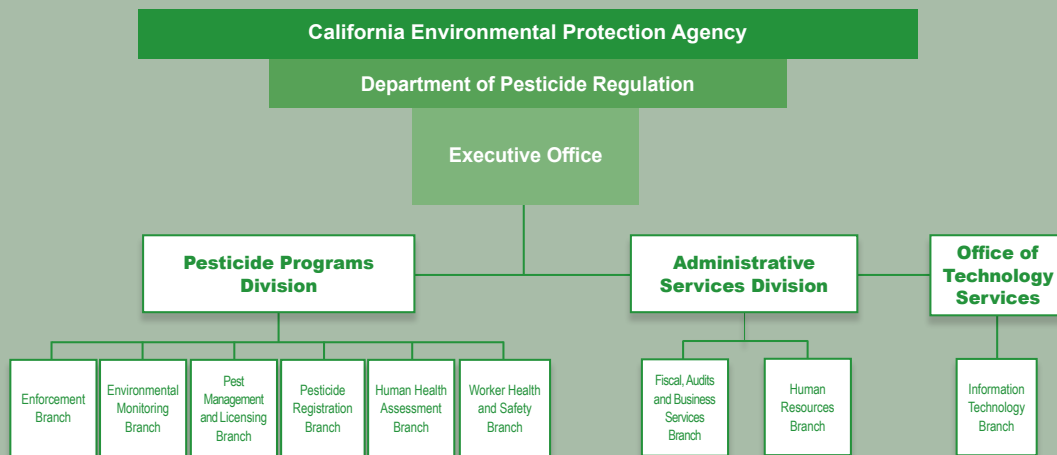 California Environmental Protection Agency
Department of Pesticide Regulation
Executive Office
Pesticide Programs
Division
Administrative
Services Division
Office of
Technology
Services
Enforcement
Branch
Environmental
Monitoring
Branch
Pest
Management
and Licensing
Branch
Pesticide
Registration
Branch
Human Health
Assessment
Branch
Worker Health
and Safety
Branch
Fiscal, Audits
and Business
Services
Branch
Human
Resources
Branch
Information
Technology
Branch